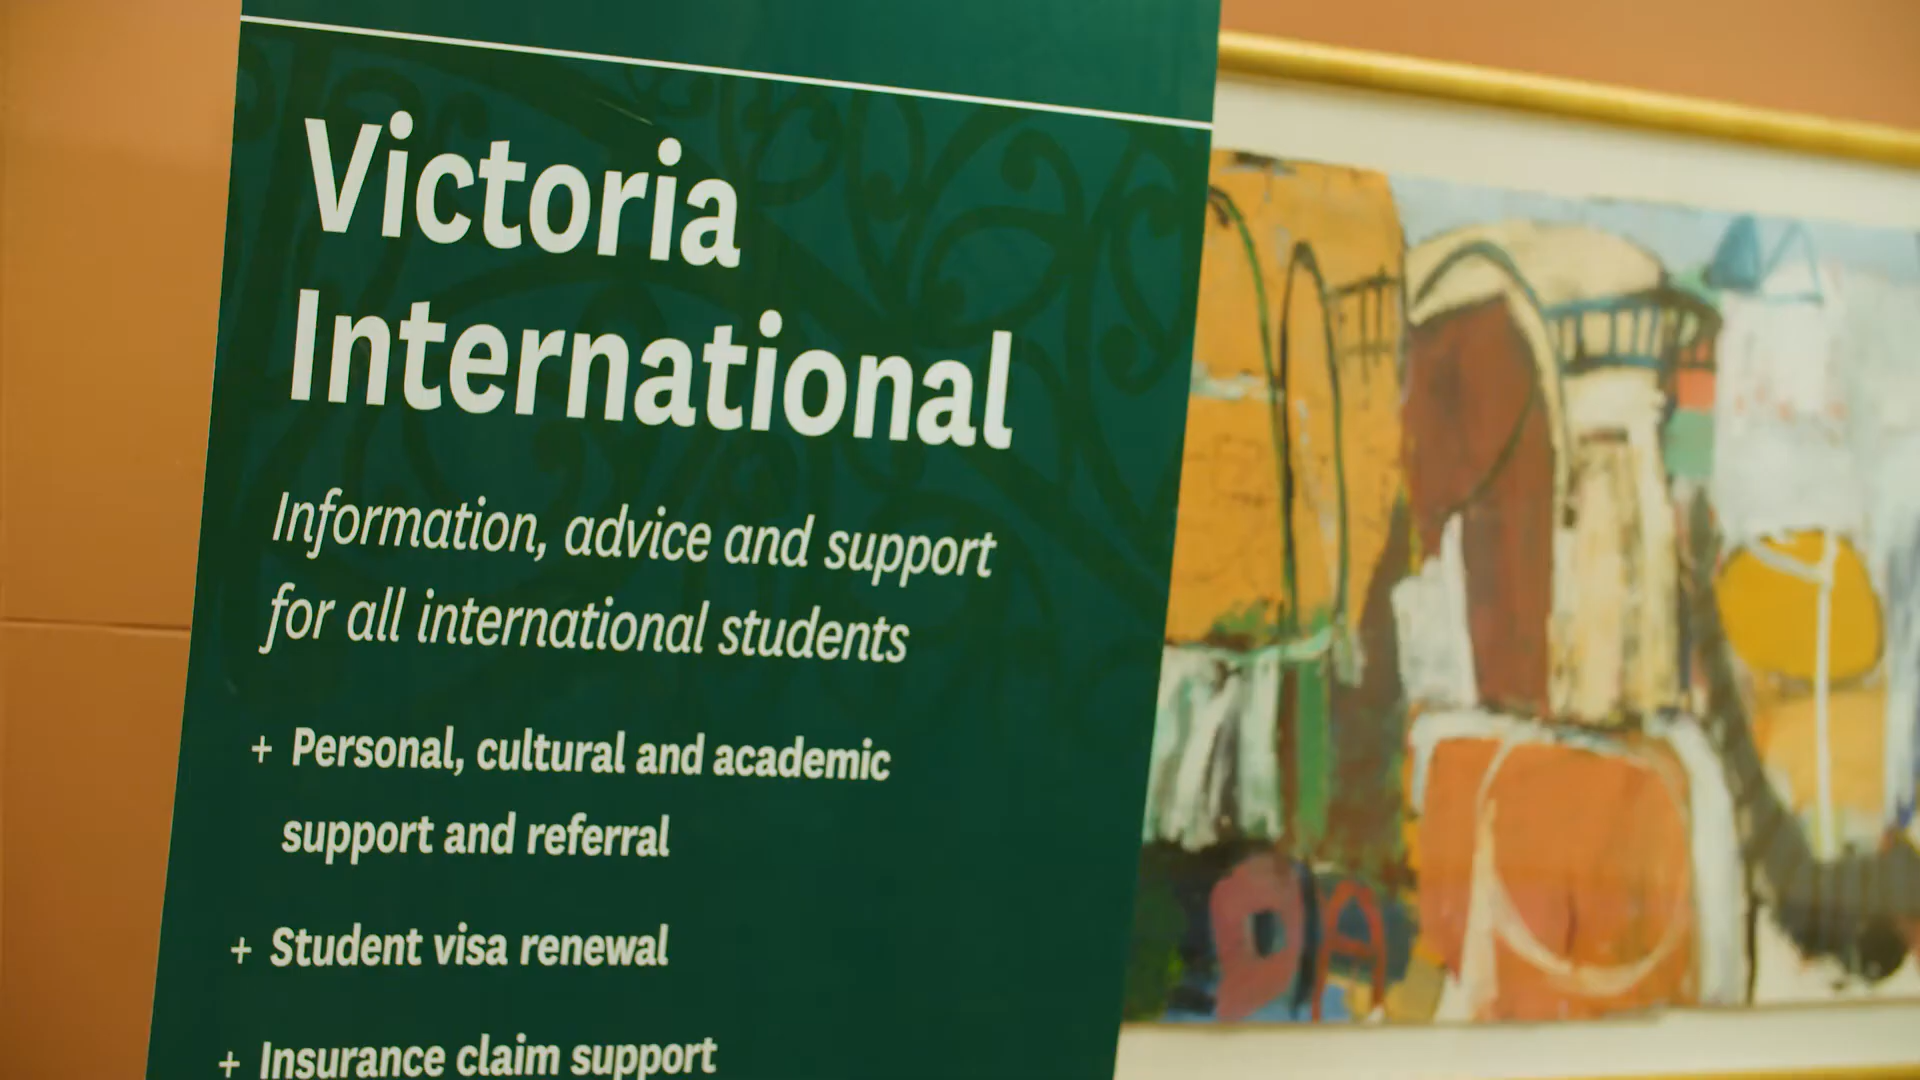 Victoria
International
Information, advice and support
for all international students
+ Personal, cultural and academic
support and referral
+ Student visa renewal
+ Insurance claim support